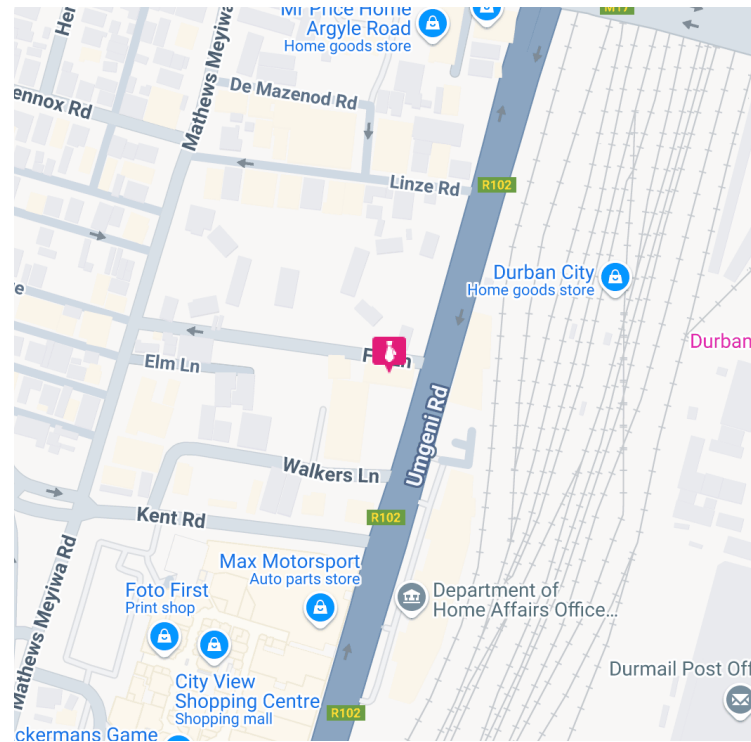 M17
Mr Price Home
Argyle Road
Home goods store
Mathews Meyiwa
De Mazenod Rd
ennox Rd
Linze Rd
R102
Durban City
Home goods store
Durban
Elm Ln
Umgeni Rd
Walkers Ln
Kent Rd
R102
Max Motorsport
Auto parts store
Foto First
Print shop
Department of
Home Affairs Office...
Mathews Meyiwa Rd
City View
Shopping Centre
Shopping mall
Durmail Post Off
R102
ckermans Game